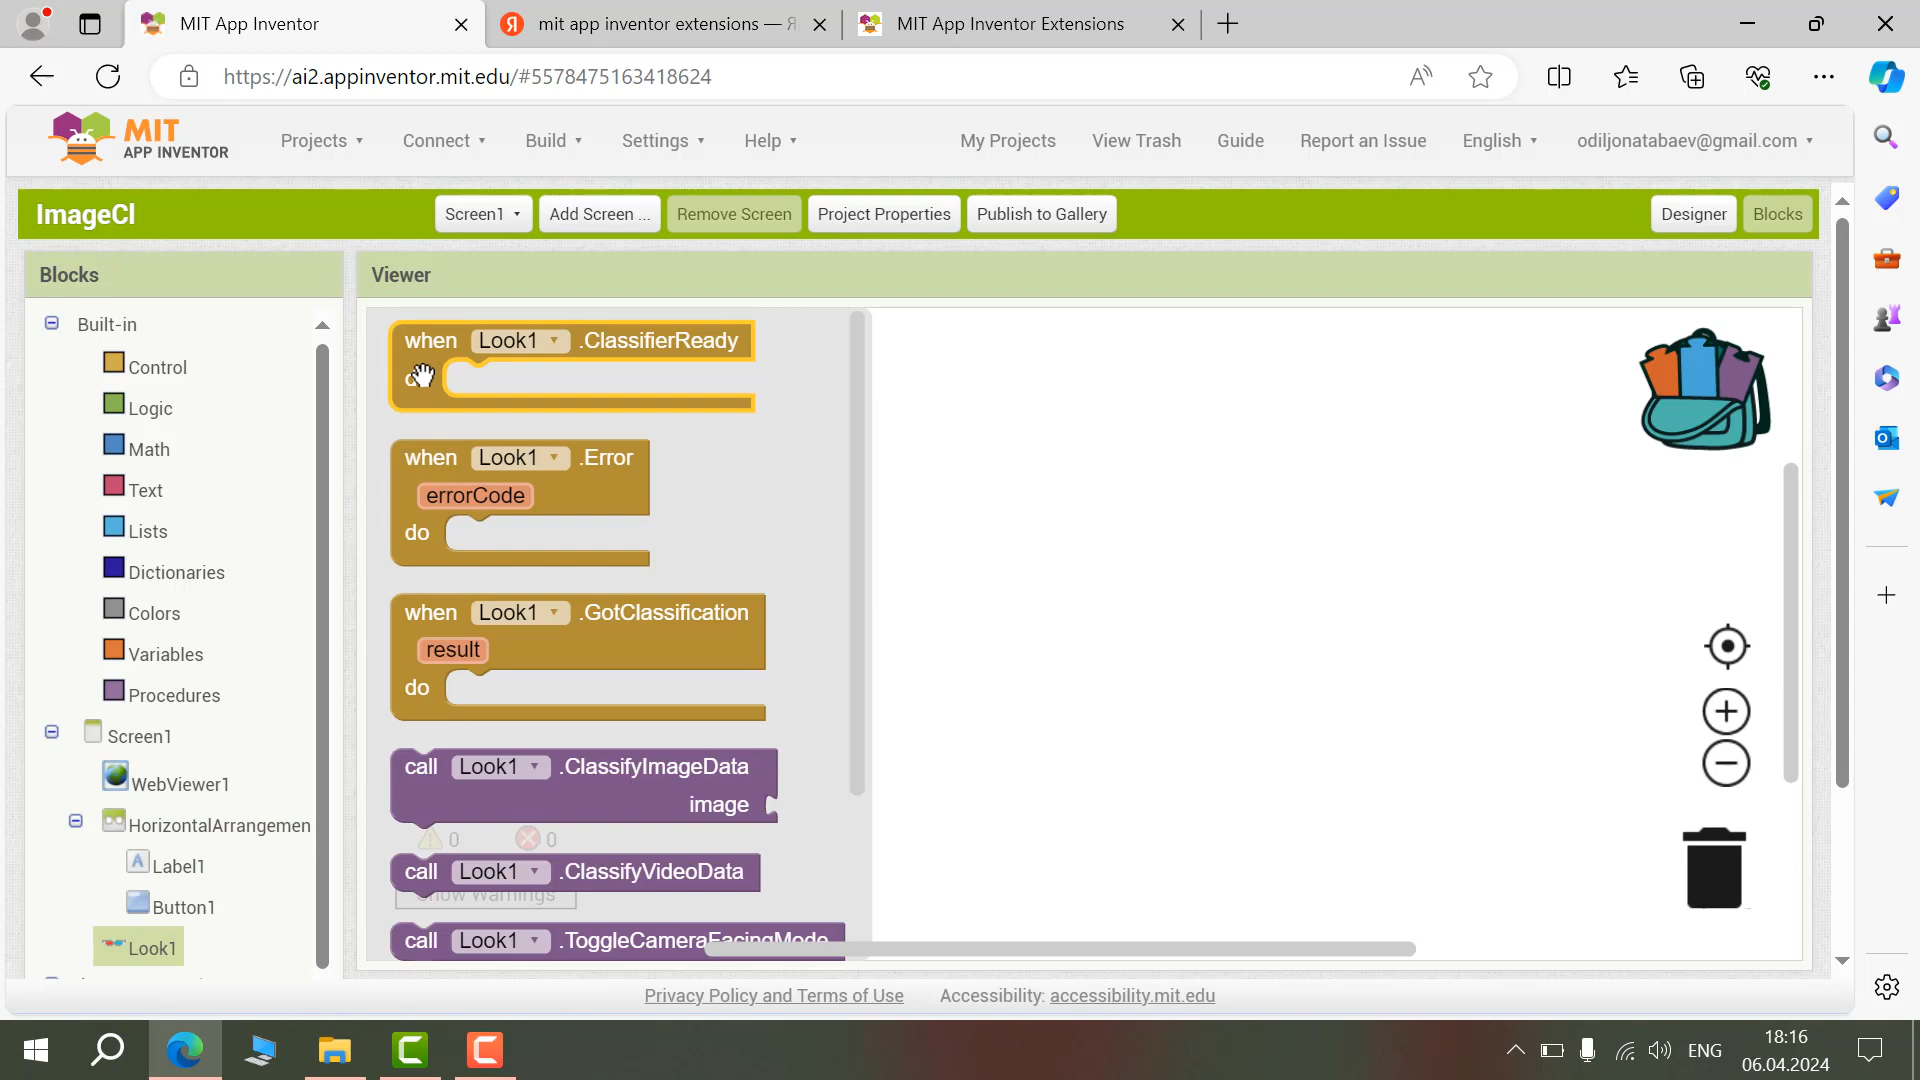 MIT App Inventor
mit app inventor extensions —
MIT App Inventor Extensions
https://ai2.appinventor.mit.edu/#5578475163418624
MIT
APP INVENTOR
Projects
Connect
Build
Settings
Help
My Projects
View Trash
Guide
Report an Issue
English
odiljonatabaev@gmail.com
ImageCl
Screen1
Add Screen ...
Remove Screen
Project Properties
Publish to Gallery
Designer
Blocks
Blocks
Built-in
Control
Logic
Math
Text
Lists
Dictionaries
Colors
Variables
Procedures
Screen1
WebViewer1
HorizontalArrangemen
Label1
Button1
Look1
Viewer
when Look1 .ClassifierReady
when Look1 .Error
errorCode
do
when Look1 .GotClassification
result
do
call Look1 .ClassifyImageData
image
0 0
call Look1 .ClassifyVideoData
Show Warnings
call Look1 .ToggleCameraFacingMode
Privacy Policy and Terms of Use
Accessibility: accessibility.mit.edu
ENG
18:16
06.04.2024